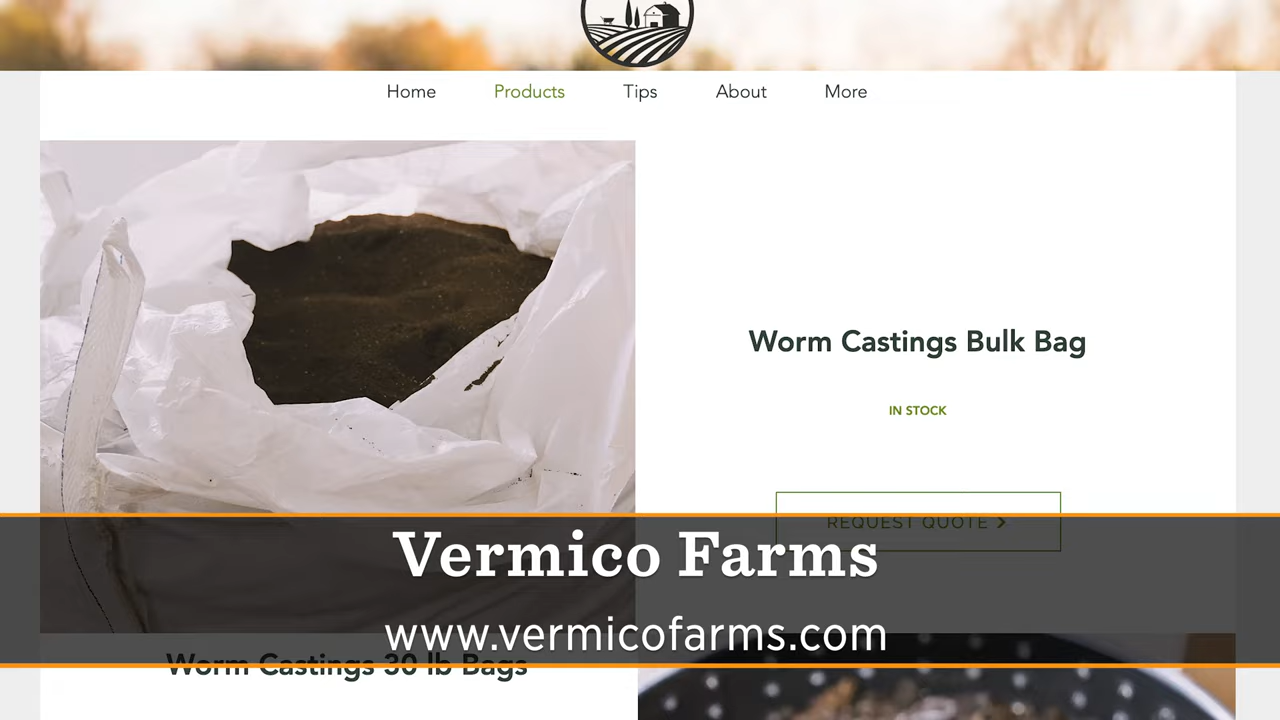 Home Products Tips About More
Worm Castings Bulk Bag
IN STOCK
REQUEST QUOTE >
Vermico Farms
www.vermicofarms.com
Worm Castings 30 lb Bags